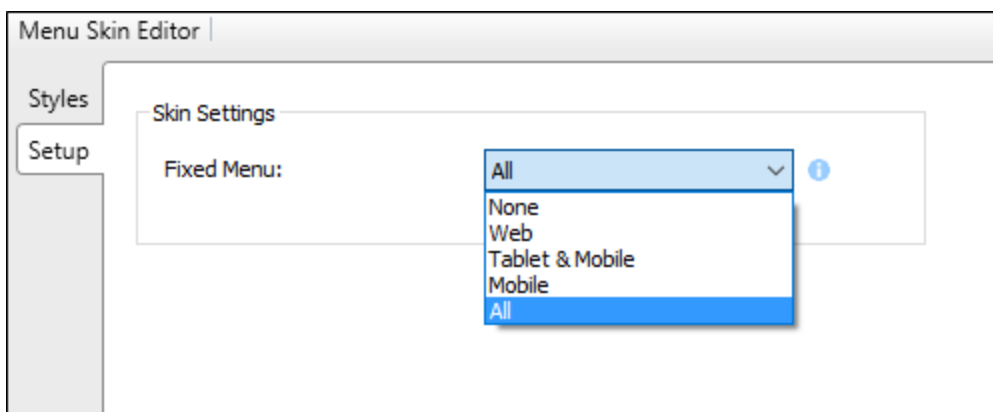 Menu Skin Editor
Styles
Setup
Skin Settings
Fixed Menu: All
None
Web
Tablet & Mobile
Mobile
All